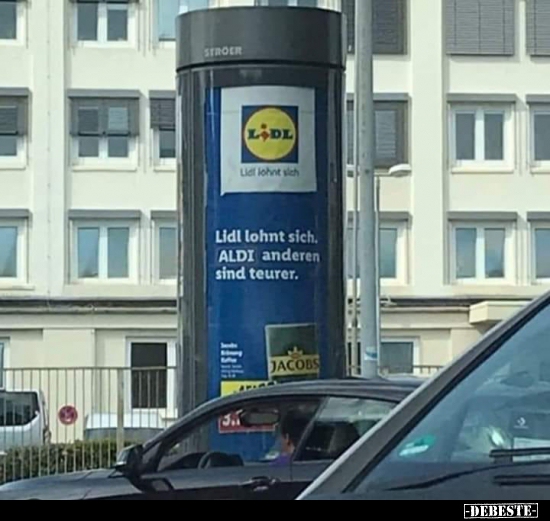 STRÖER
LIDL
Lidl lohnt sich
Lidl lohnt sich.
ALDI anderen
sind teurer.
JACOBS
-DEBESTE-